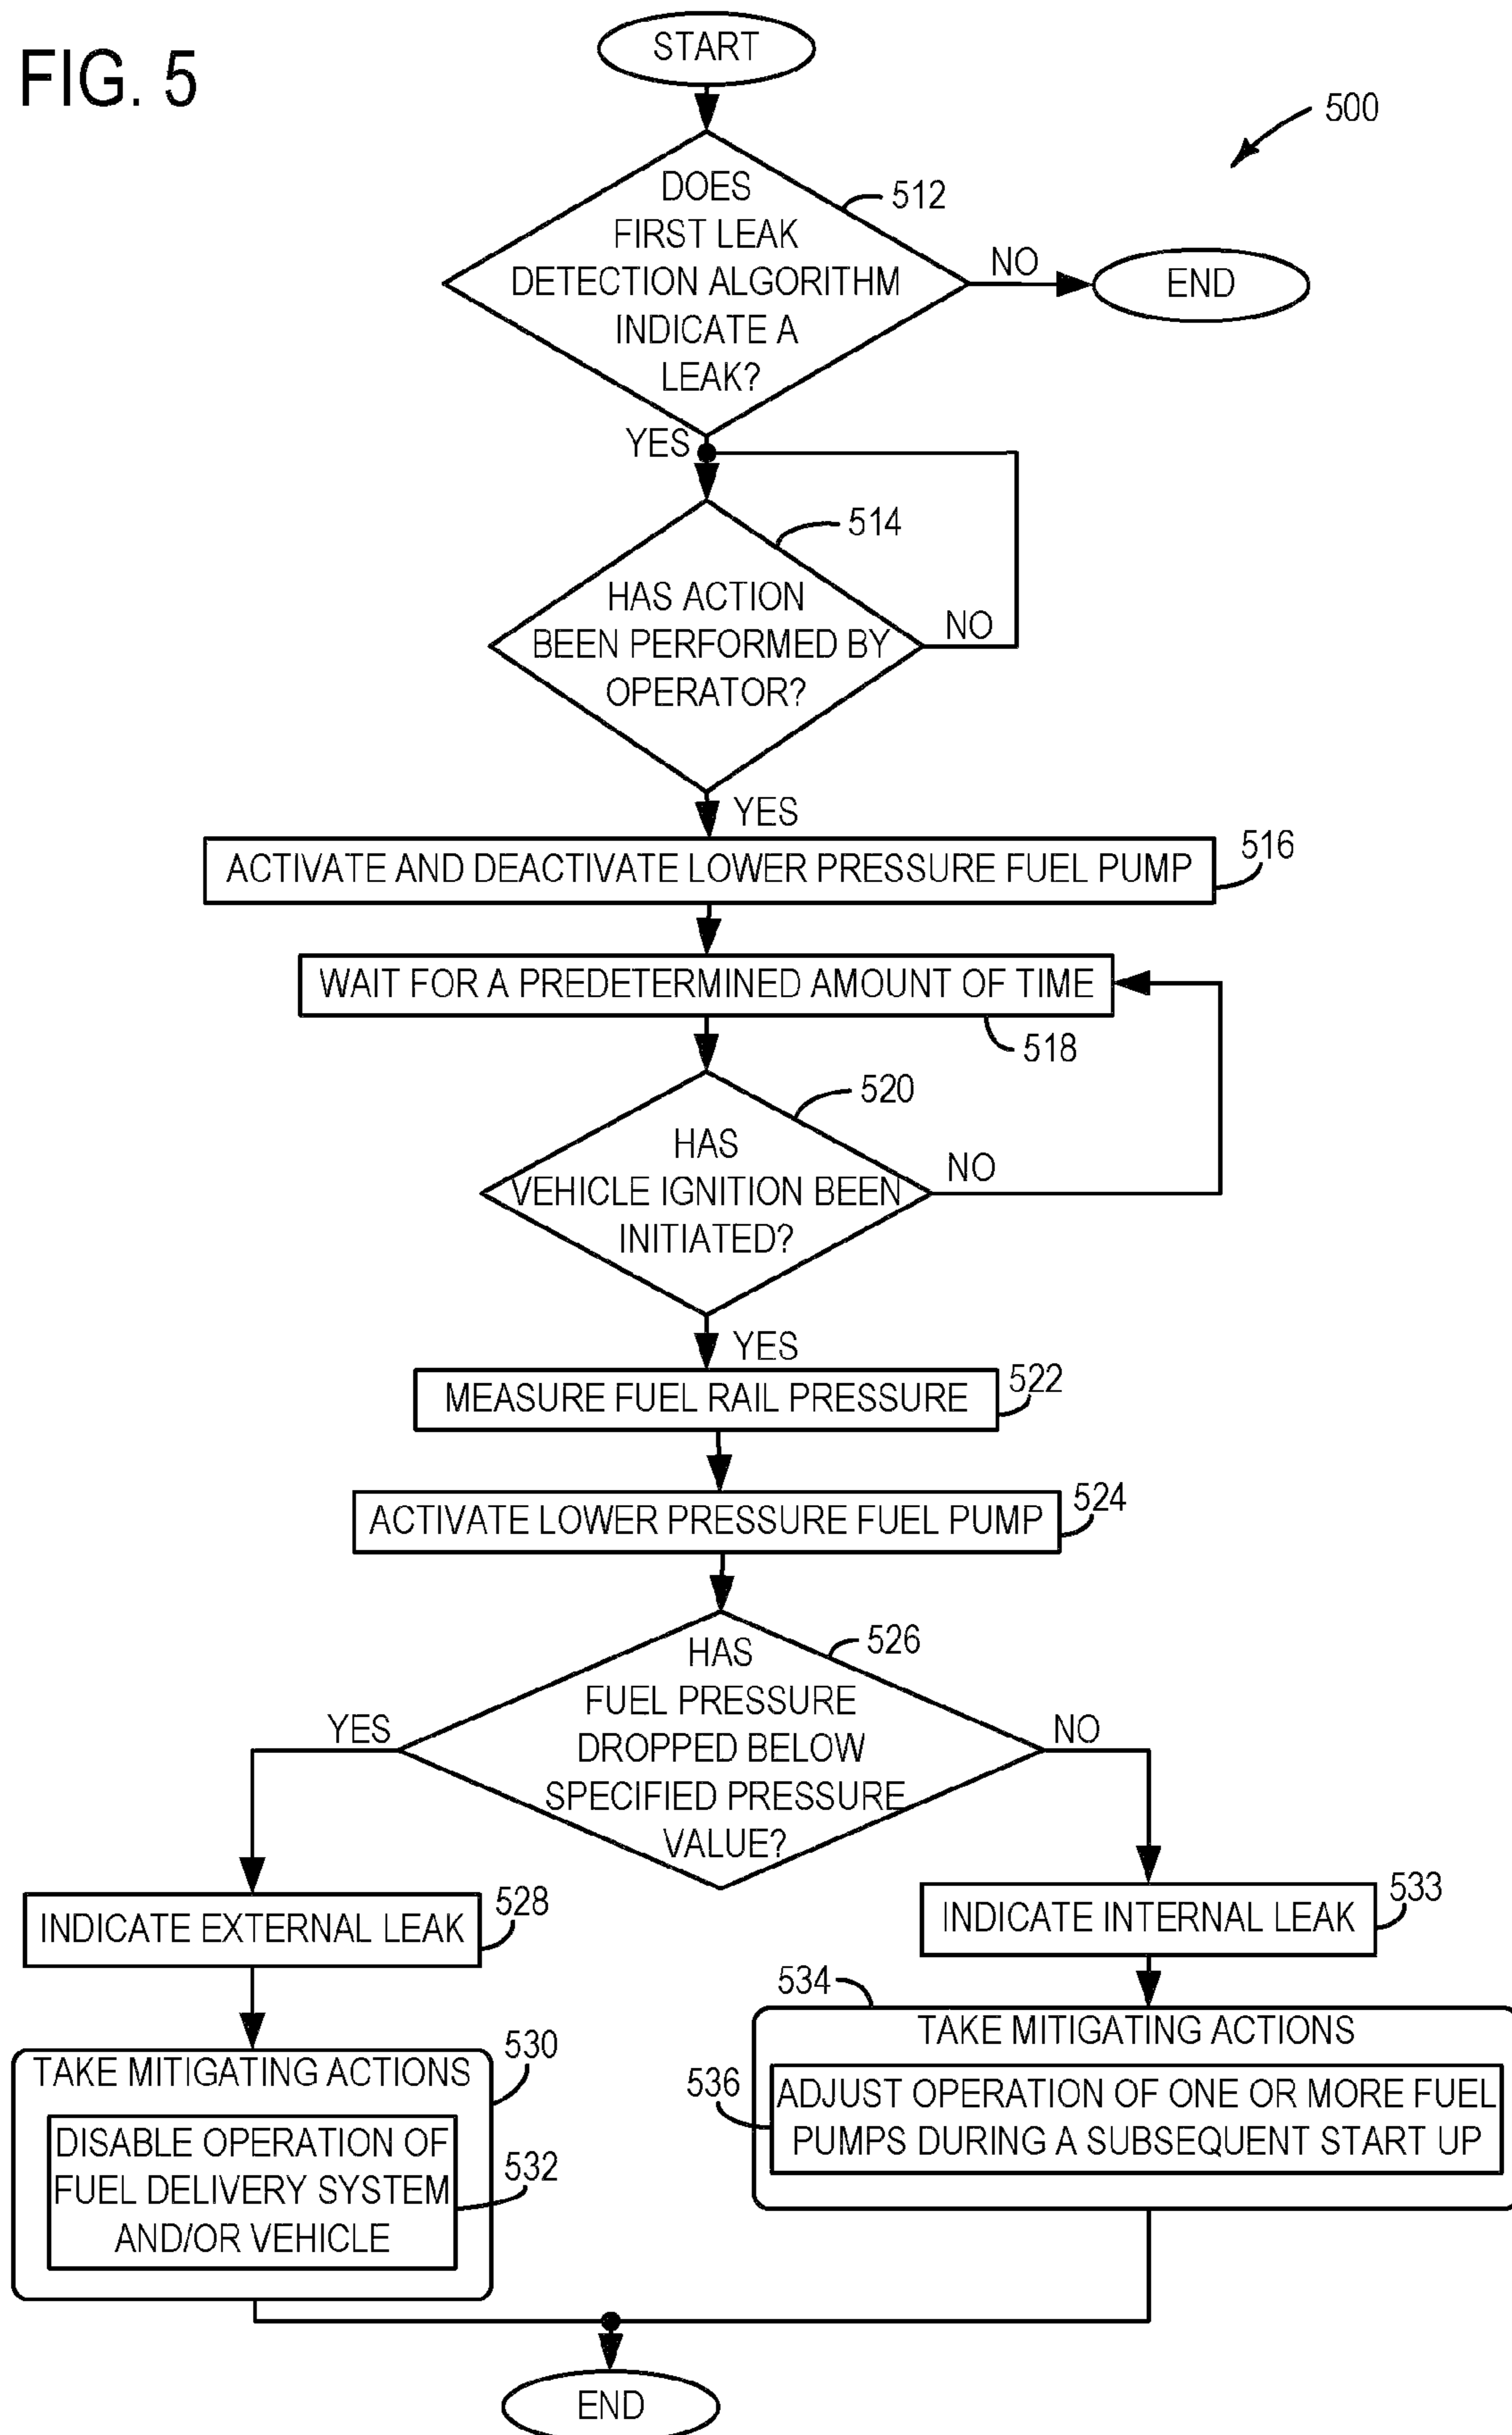 FIG. 5
START
500
DOES
FIRST LEAK
DETECTION ALGORITHM
INDICATE A
LEAK?
512
NO
END
YES
514
HAS ACTION
BEEN PERFORMED BY
OPERATOR?
NO
YES
ACTIVATE AND DEACTIVATE LOWER PRESSURE FUEL PUMP
516
WAIT FOR A PREDETERMINED AMOUNT OF TIME
518
520
HAS
VEHICLE IGNITION BEEN
INITIATED?
NO
YES
MEASURE FUEL RAIL PRESSURE
522
ACTIVATE LOWER PRESSURE FUEL PUMP
524
526
HAS
FUEL PRESSURE
DROPPED BELOW
SPECIFIED PRESSURE
VALUE?
YES
NO
INDICATE EXTERNAL LEAK
528
INDICATE INTERNAL LEAK
533
TAKE MITIGATING ACTIONS
530
DISABLE OPERATION OF
FUEL DELIVERY SYSTEM
AND/OR VEHICLE
532
534
TAKE MITIGATING ACTIONS
536
ADJUST OPERATION OF ONE OR MORE FUEL
PUMPS DURING A SUBSEQUENT START UP
END